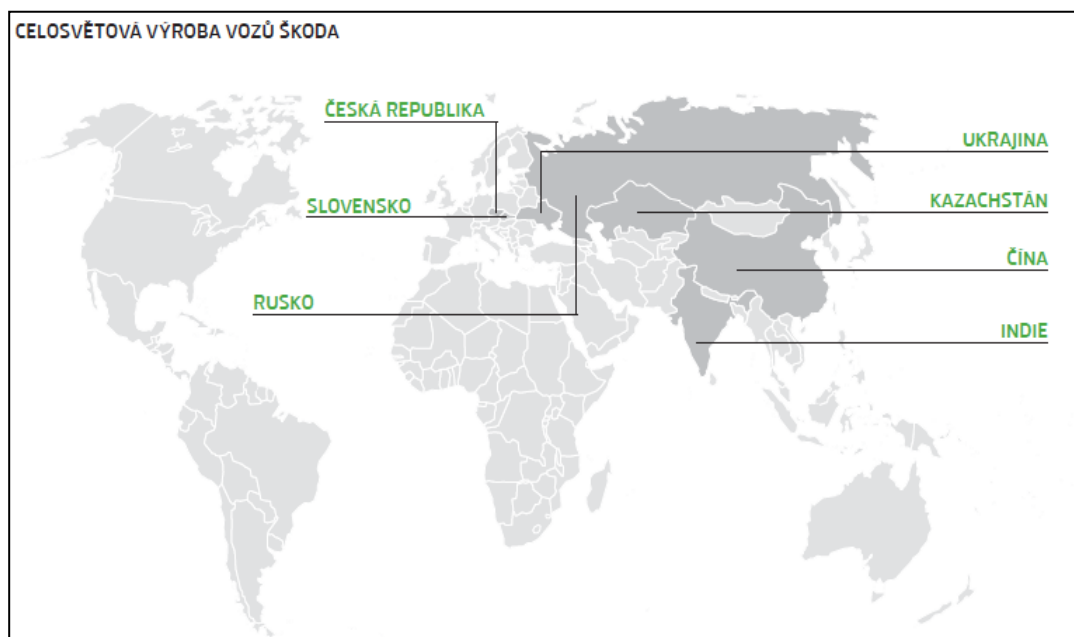 CELOSVĚTOVÁ VÝROBA VOZŮ ŠKODA
ČESKÁ REPUBLIKA
UKRAJINA
SLOVENSKO
KAZACHSTÁN
ČÍNA
RUSKO
INDIE